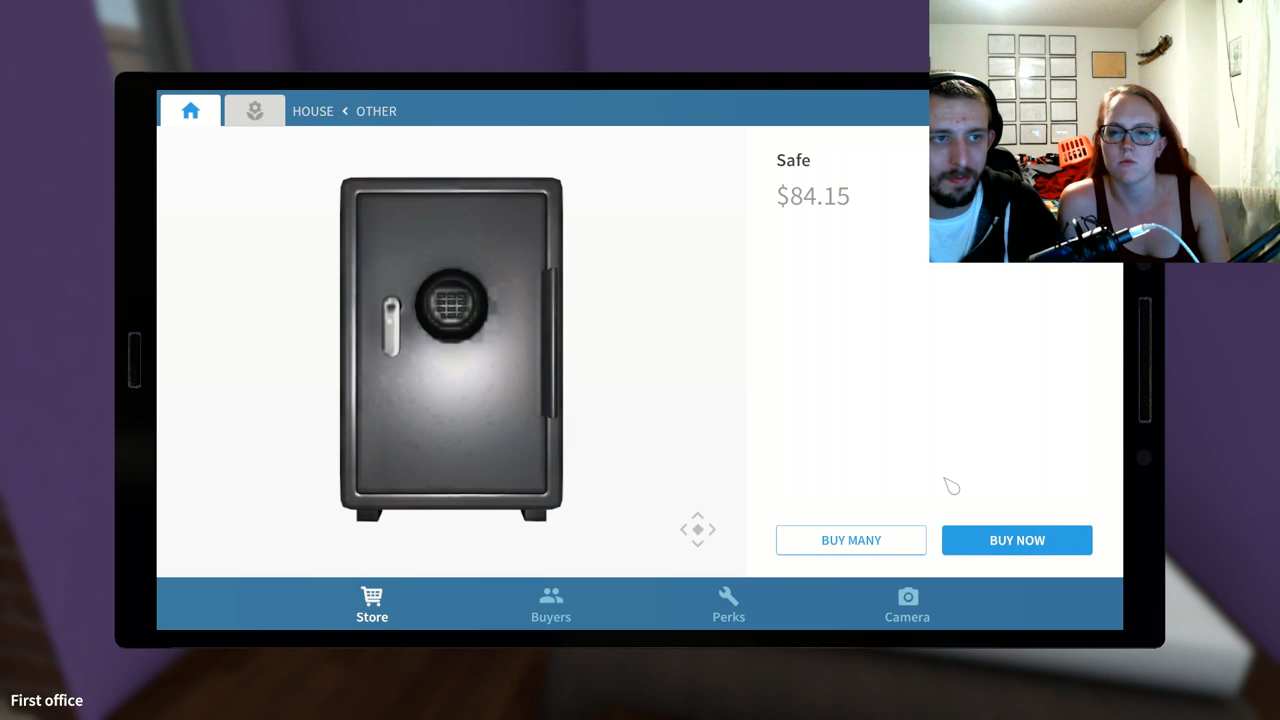 HOUSE < OTHER
Safe
$84.15
BUY MANY
BUY NOW
Store
Buyers
Perks
Camera
First office